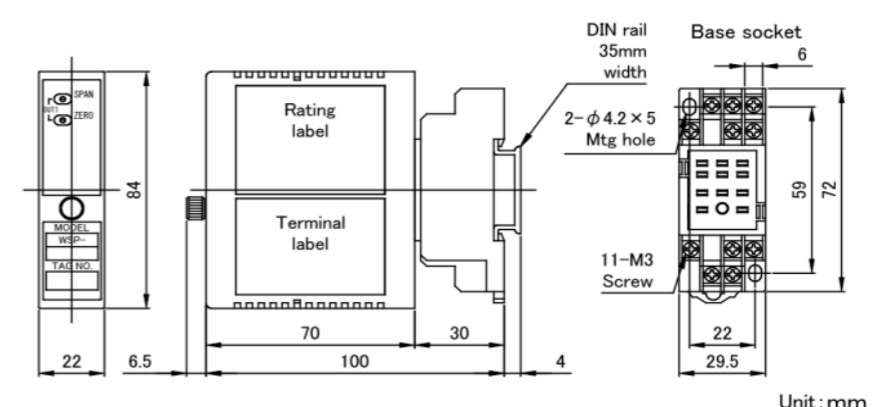 DIN rail
35mm
width
Base socket
6
SPAN
OUT1
ZERO
Rating
label
2-φ4.2×5
Mtg hole
84
59
72
Terminal
label
MODEL
WSP-
TAG NO.
11-M3
Screw
70
30
22
22
6.5
100
4
29.5
Unit:mm